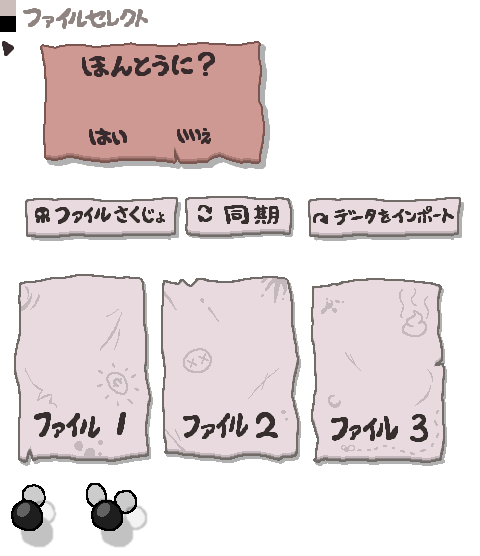 ファイルセレクト
ほんとうに？
はい いいえ
ファイルさくじょ
同期
データをインポート
ファイル 1
ファイル 2
ファイル 3